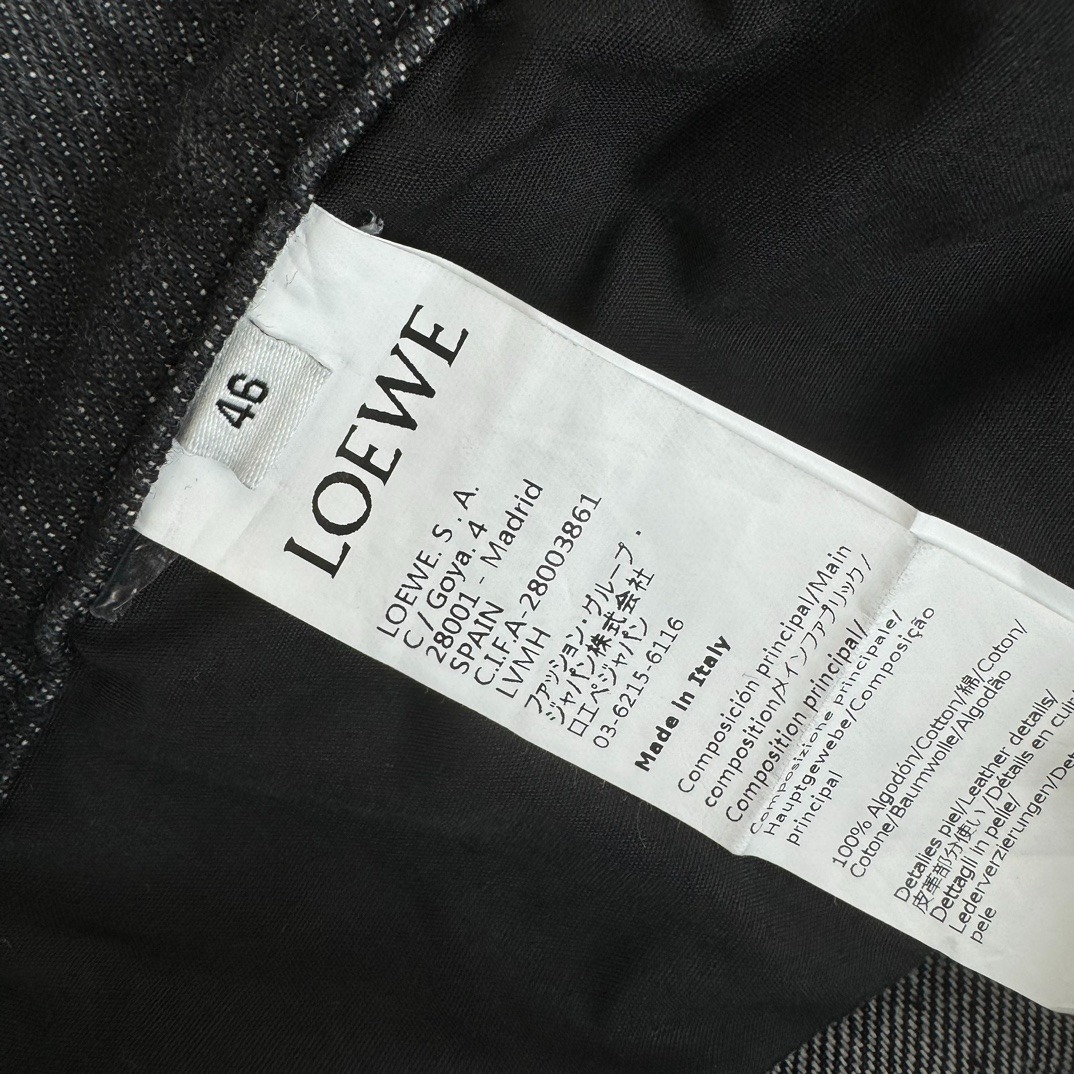 46
LOEWE
LOEWE. S. A.
C / Goya. 4
28001 - Madrid
SPAIN
C.I.F.A-28003861
LVMH
ファッション・グループ・
ジャパン株式会社
ロエベジャパン
03-6215-6116
Made In Italy
Composición principal/Main
composition/メインファブリック/
Composition principal/
Composizione principale/
Hauptgewebe/Composição
principal
100% Algodón/Cotton/綿/Coton/
Cotone/Baumwolle/Algodão
Detalles piel/Leather details/
皮革部分使い/Détails en
Dettagli in pelle/
Lederverzierungen/
pele